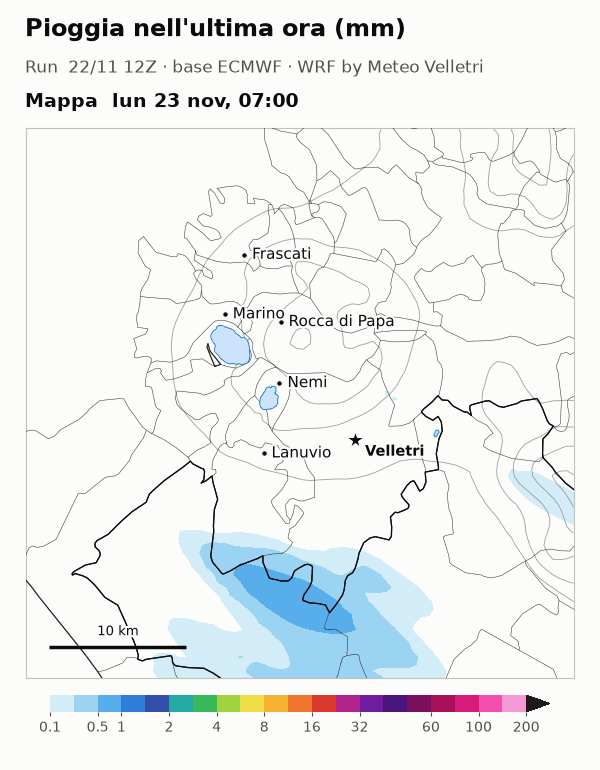 Pioggia nell'ultima ora (mm)
Run  22/11 12Z · base ECMWF · WRF by Meteo Velletri
Mappa  lun 23 nov, 07:00
Frascati
Marino
Rocca di Papa
Nemi
Velletri
Lanuvio
10 km
0.1 0.5 1 2 4 8 16 32 60 100 200